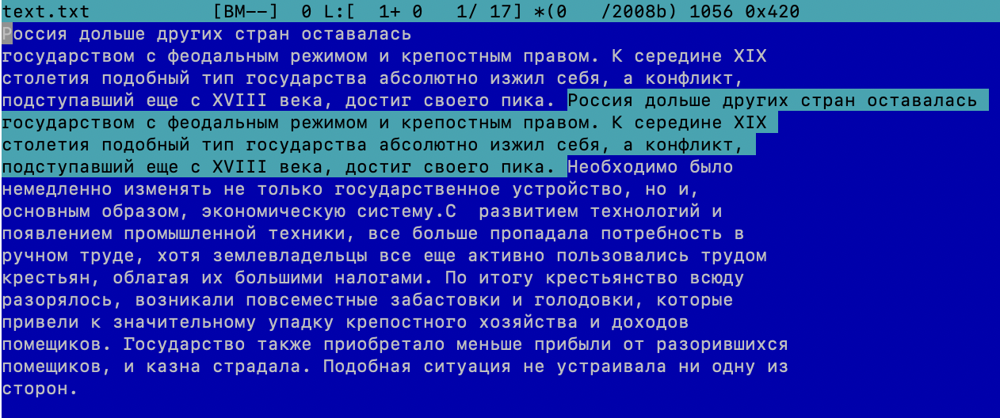 text.txt [BM--] 0 L:[ 1+ 0 1/ 17] *(0 /2008b) 1056 0x420
Россия дольше других стран оставалась
государством с феодальным режимом и крепостным правом. К середине XIX
столетия подобный тип государства абсолютно изжил себя, а конфликт,
подступавший еще с XVIII века, достиг своего пика. Россия дольше других стран оставалась
государством с феодальным режимом и крепостным правом. К середине XIX
столетия подобный тип государства абсолютно изжил себя, а конфликт,
подступавший еще с XVIII века, достиг своего пика. Необходимо было
немедленно изменять не только государственное устройство, но и,
основным образом, экономическую систему.С  развитием технологий и
появлением промышленной техники, все больше пропадала потребность в
ручном труде, хотя землевладельцы все еще активно пользовались трудом
крестьян, облагая их большими налогами. По итогу крестьянство всюду
разорялось, возникали повсеместные забастовки и голодовки, которые
привели к значительному упадку крепостного хозяйства и доходов
помещиков. Государство также приобретало меньше прибыли от разорившихся
помещиков, и казна страдала. Подобная ситуация не устраивала ни одну из
сторон.